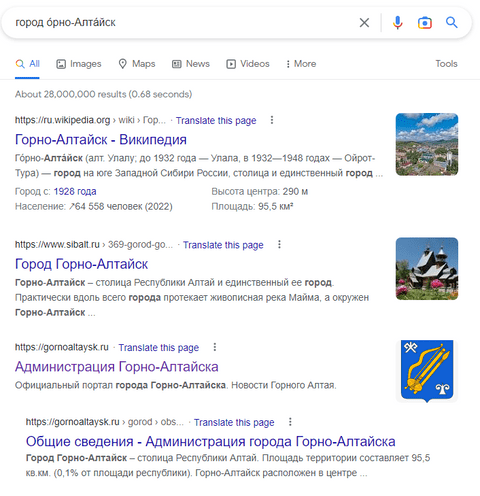 город о́рно-Алта́йск
All Images Maps News Videos More Tools
About 28,000,000 results (0.68 seconds)
https://ru.wikipedia.org › wiki › Гор... · Translate this page
Горно-Алтайск - Википедия
Го́рно-Алта́йск (алт. Улалу; до 1932 года — Улала, в 1932—1948 годах — Ойрот-
Тура) — город на юге Западной Сибири России, столица и единственный город ...
Город с: 1928 года Высота центра: 290 м
Население: ↗64 558 человек (2022) Площадь: 95,5 км²
https://www.sibalt.ru › 369-gorod-go... · Translate this page
Город Горно-Алтайск
Горно-Алтайск – столица Республики Алтай и единственный ее город.
Практически вдоль всего города протекает живописная река Майма, а окружен
Горно-Алтайск ...
https://gornoaltaysk.ru · Translate this page
Администрация Горно-Алтайска
Официальный портал города Горно-Алтайска. Новости Горного Алтая.
https://gornoaltaysk.ru › gorod › obs... · Translate this page
Общие сведения - Администрация города Горно-Алтайска
Город Горно-Алтайск – столица Республики Алтай. Площадь территории составляет 95,5
кв.км. (0,1% от площади республики). Горно-Алтайск расположен в центре ...